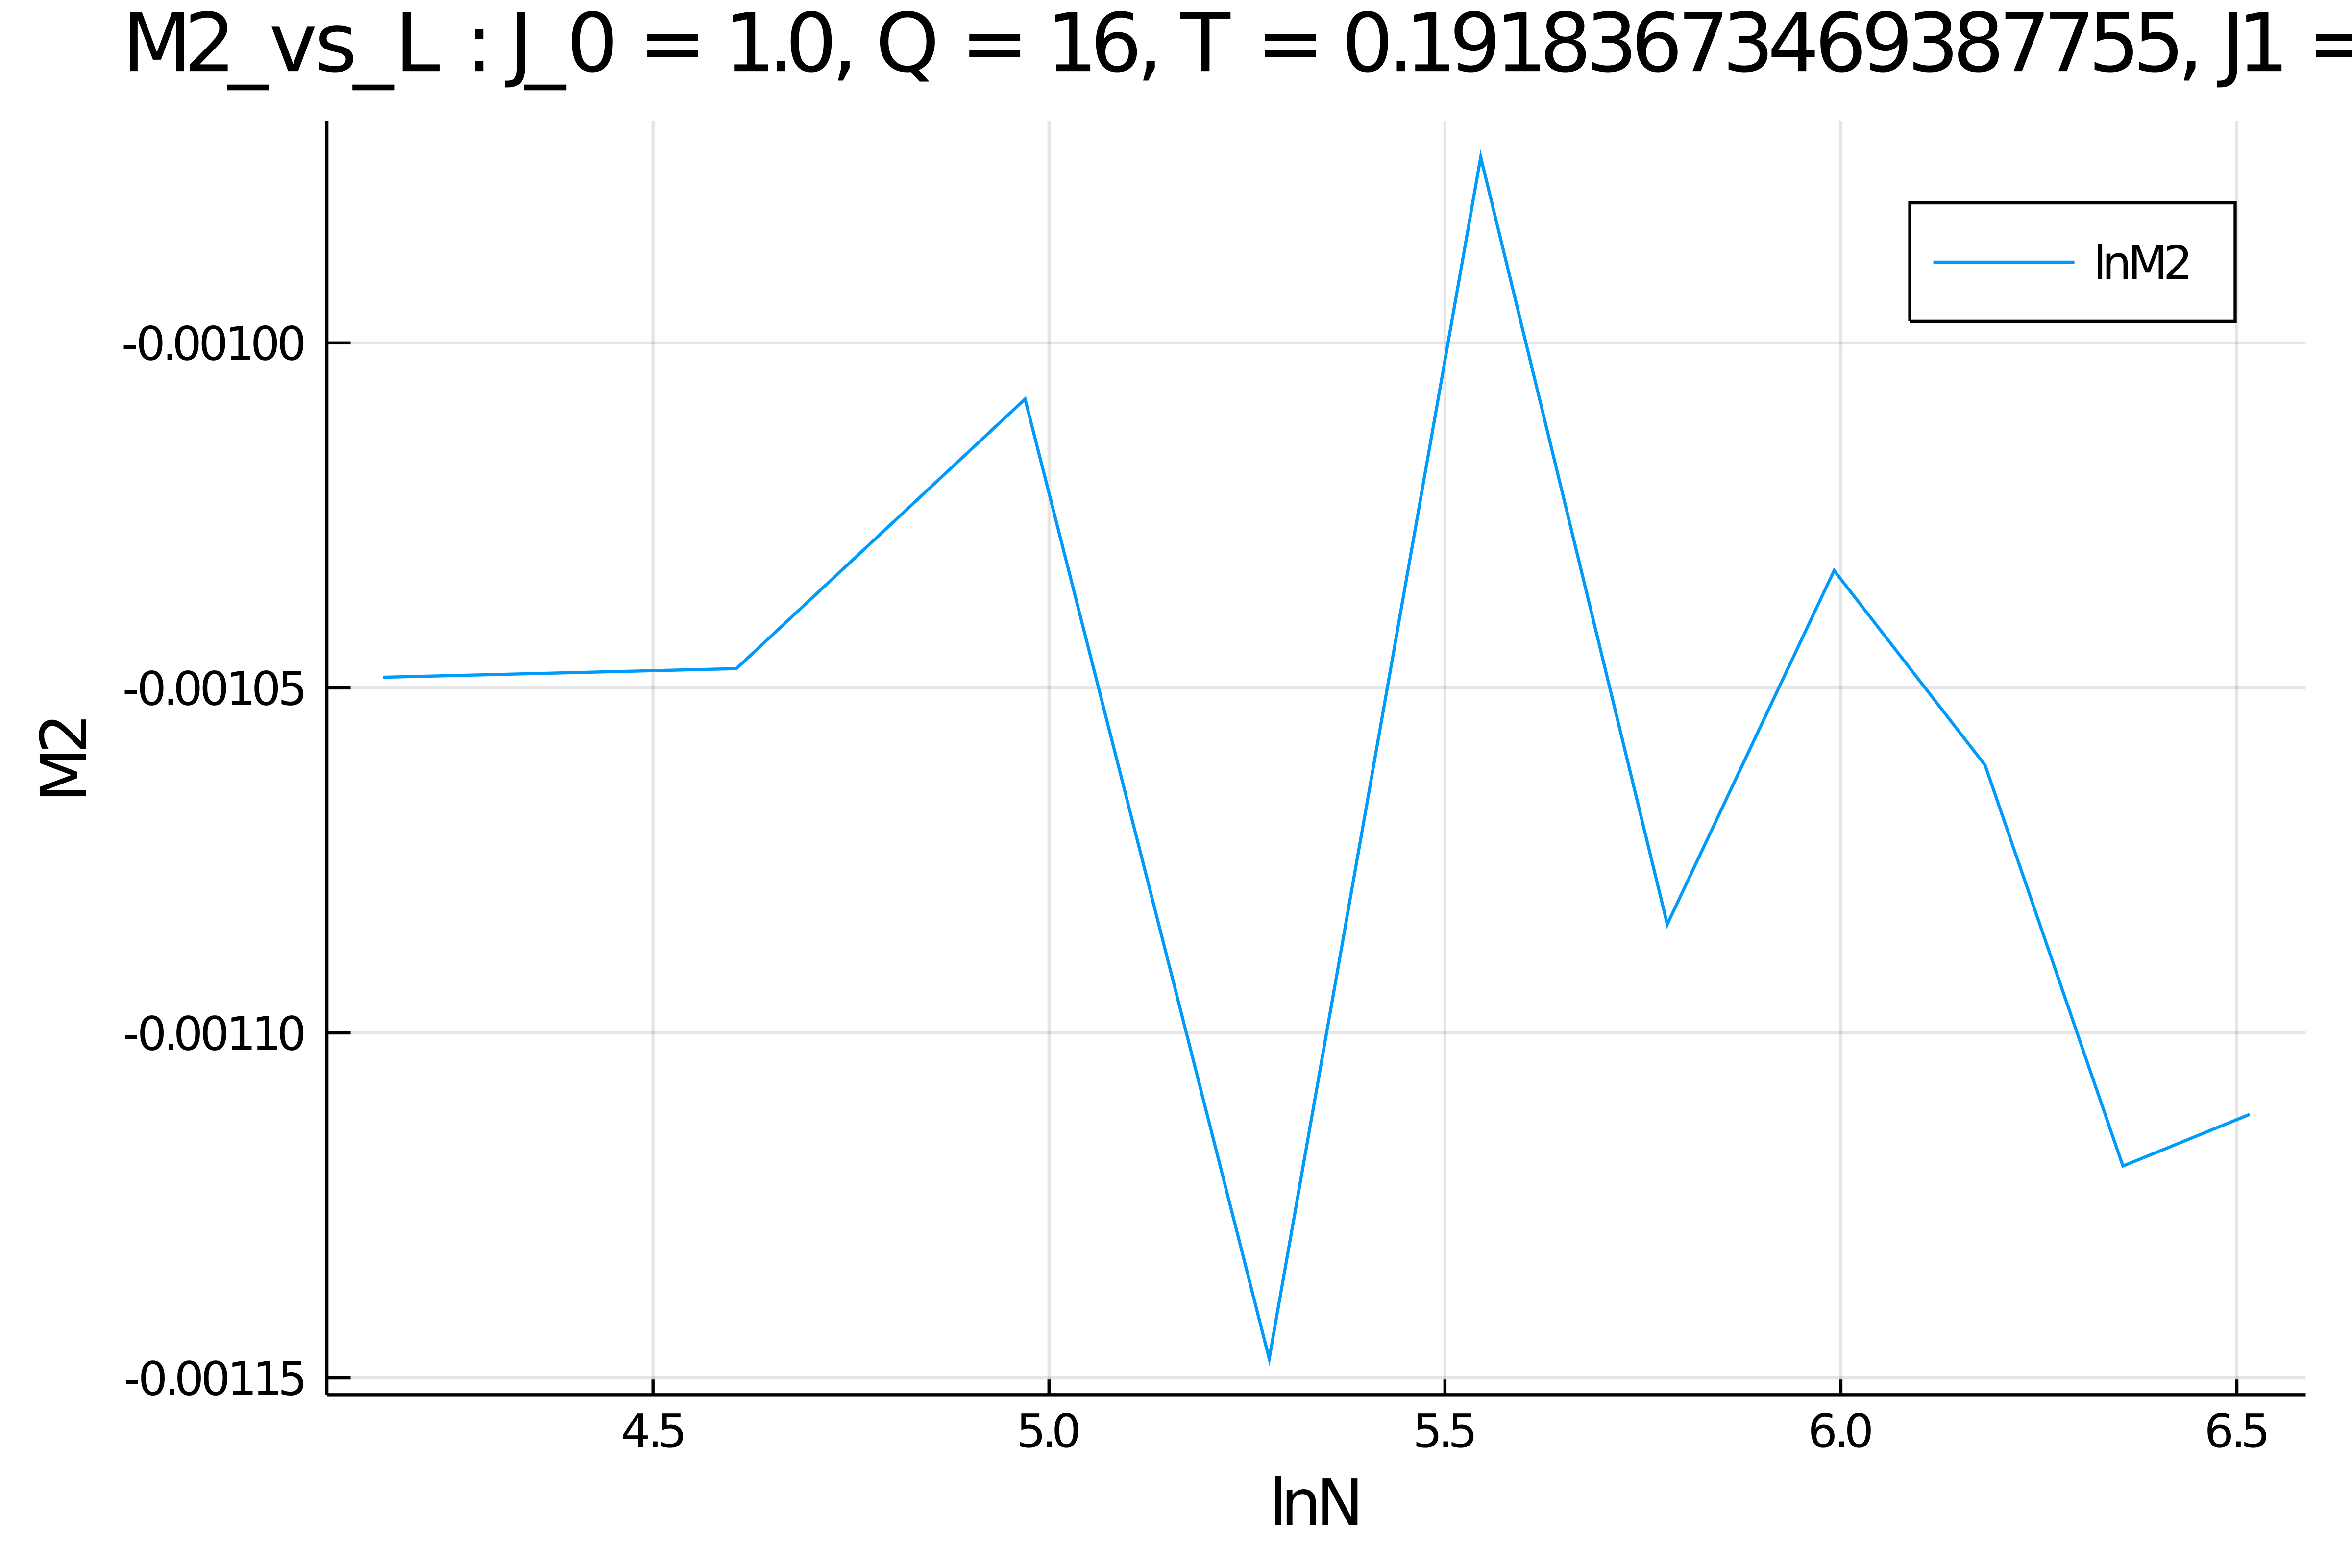 M2_vs_L : J_0 = 1.0, Q = 16, T = 0.19183673469387755, J1 =
lnM2
-0.00100
-0.00105
M2
-0.00110
-0.00115
4.5 5.0 5.5 6.0 6.5
lnN